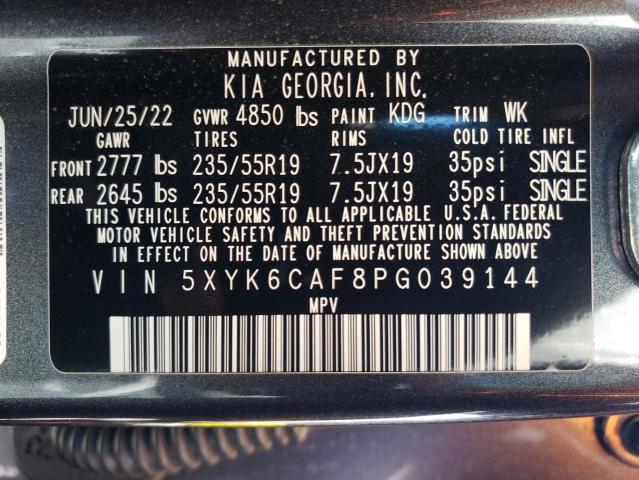 MANUFACTURED BY
KIA GEORGIA, INC.
JUN/25/22 GVWR 4850 lbs PAINT KDG TRIM WK
GAWR TIRES RIMS COLD TIRE INFL
FRONT 2777 lbs 235/55R19 7.5JX19 35psi SINGLE
REAR 2645 lbs 235/55R19 7.5JX19 35psi SINGLE
THIS VEHICLE CONFORMS TO ALL APPLICABLE U.S.A. FEDERAL
MOTOR VEHICLE SAFETY AND THEFT PREVENTION STANDARDS
IN EFFECT ON THE DATE OF MANUFACTURE SHOWN ABOVE.
VIN 5XYK6CAF8PG039144
MPV